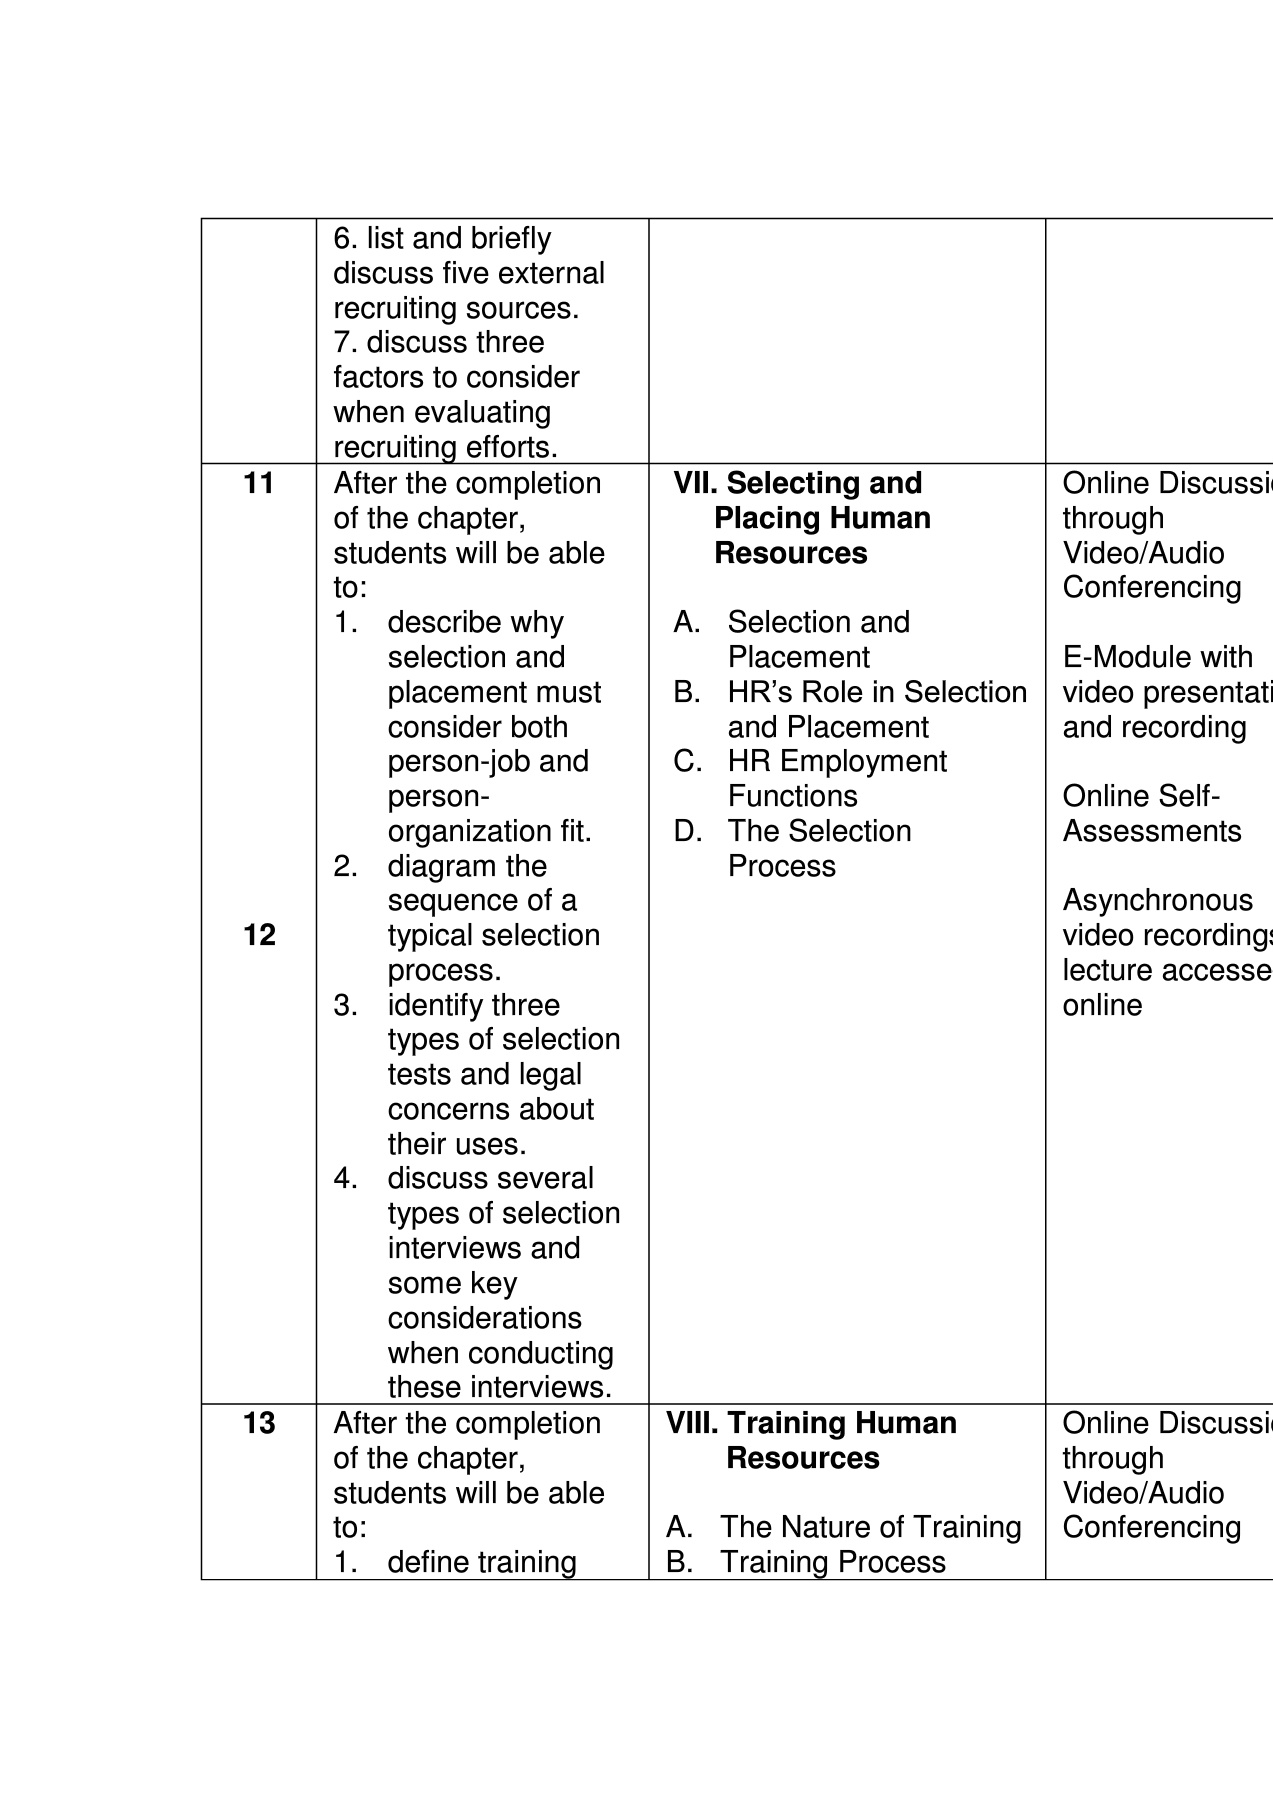 6. list and briefly
discuss five external
recruiting sources.
7. discuss three
factors to consider
when evaluating
recruiting efforts.
11
After the completion
of the chapter,
students will be able
to:
1. describe why
selection and
placement must
consider both
person-job and
person-
organization fit.
2. diagram the
sequence of a
typical selection
process.
3. identify three
types of selection
tests and legal
concerns about
their uses.
4. discuss several
types of selection
interviews and
some key
considerations
when conducting
these interviews.
12
VII. Selecting and
Placing Human
Resources
A. Selection and
Placement
B. HR’s Role in Selection
and Placement
C. HR Employment
Functions
D. The Selection
Process
Online Discussi
through
Video/Audio
Conferencing
E-Module with
video presentati
and recording
Online Self-
Assessments
Asynchronous
video recordings
lecture accesse
online
13
After the completion
of the chapter,
students will be able
to:
1. define training
VIII. Training Human
Resources
A. The Nature of Training
B. Training Process
Online Discussi
through
Video/Audio
Conferencing